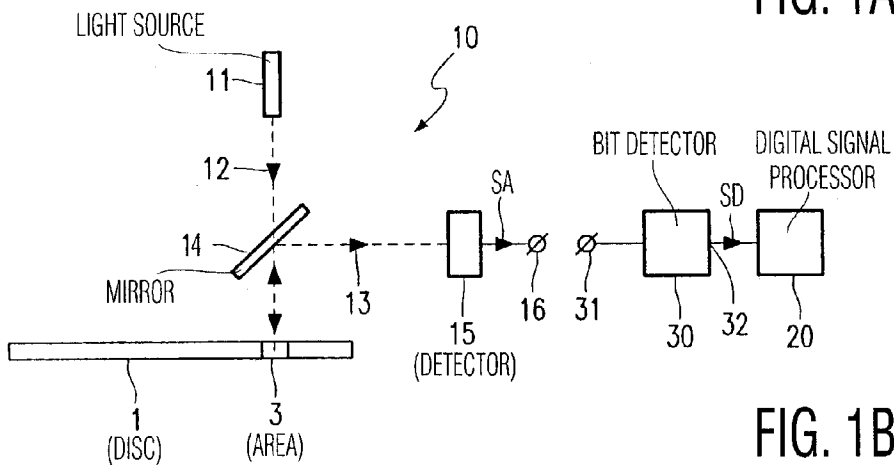 FIG. 1A
LIGHT SOURCE
11
10
12
BIT DETECTOR
DIGITAL SIGNAL
PROCESSOR
SA
SD
14
MIRROR
13
15
(DETECTOR)
16
31
30
32
20
1
(DISC)
3
(AREA)
FIG. 1B